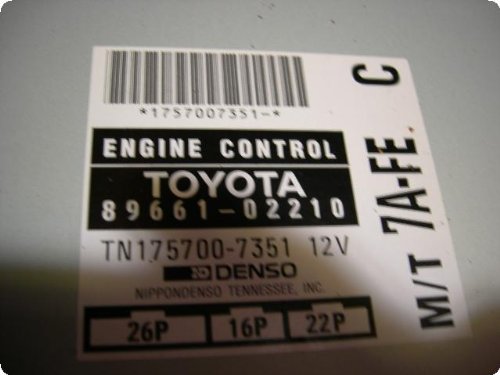 *1757007351-*
ENGINE CONTROL
TOYOTA
89661-02210
TN175700-7351 12V
DENSO
NIPPONDENSO TENNESSEE, INC.
26P 16P 22P
M/T 7A-FE C